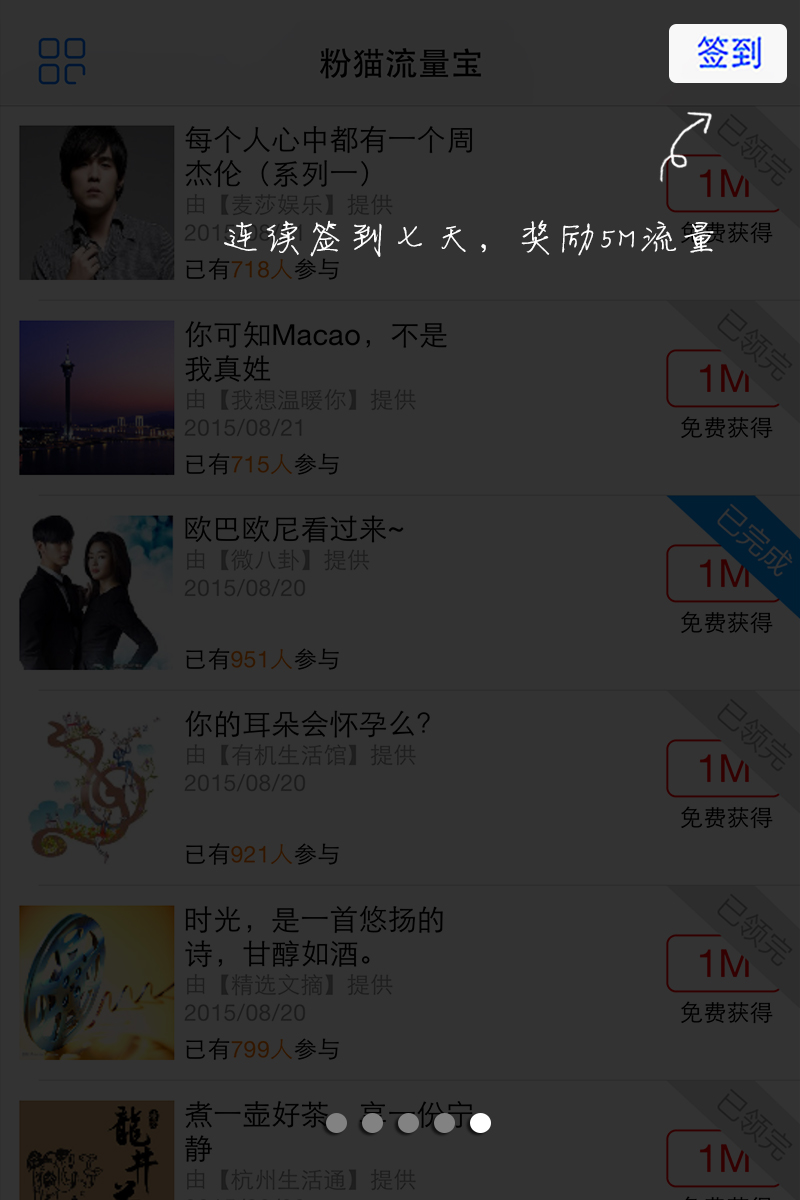 粉猫流量宝
签到
每个人心中都有一个周
杰伦（系列一）
由【麦莎娱乐】提供
已有718人参与
已领完
1M
免费获得
连续签到七天，奖励5M流量
你可知Macao，不是
我真姓
由【我想温暖你】提供
2015/08/21
已有715人参与
已领完
1M
免费获得
欧巴欧尼看过来~
由【微八卦】提供
2015/08/20
已有951人参与
已完成
1M
免费获得
你的耳朵会怀孕么？
由【有机生活馆】提供
2015/08/20
已有921人参与
已领完
1M
免费获得
时光，是一首悠扬的
诗，甘醇如酒。
由【精选文摘】提供
2015/08/20
已有799人参与
已领完
1M
免费获得
龍井
煮一壶好茶，享一份宁
静
由【杭州生活通】提供
已领完
1M